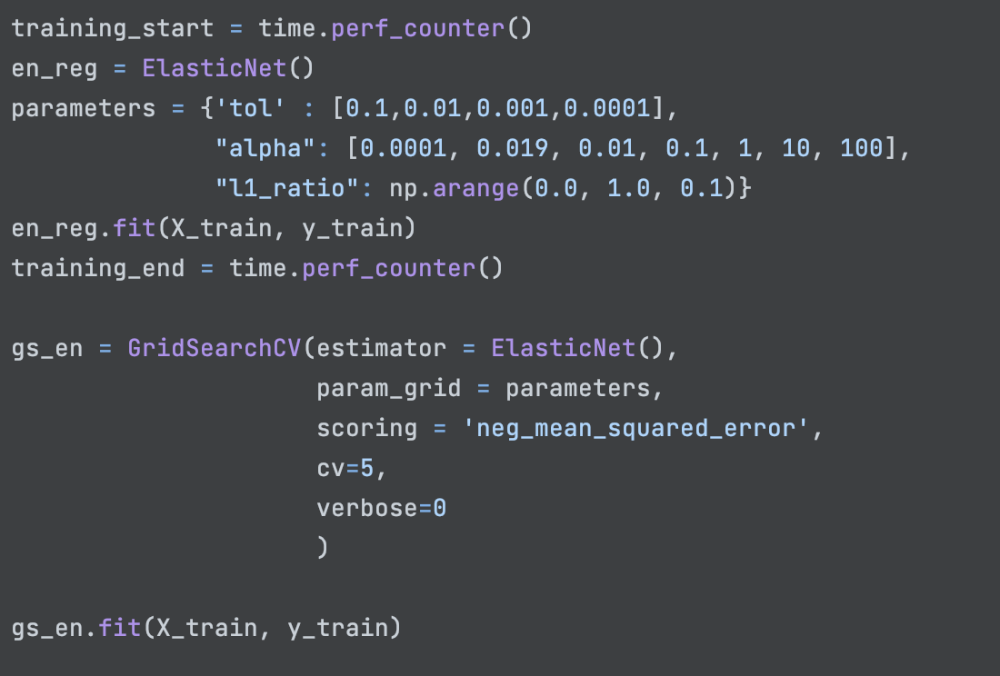 training_start = time.perf_counter()
en_reg = ElasticNet()
parameters = {'tol' : [0.1,0.01,0.001,0.0001],
              "alpha": [0.0001, 0.019, 0.01, 0.1, 1, 10, 100],
              "l1_ratio": np.arange(0.0, 1.0, 0.1)}
en_reg.fit(X_train, y_train)
training_end = time.perf_counter()

gs_en = GridSearchCV(estimator = ElasticNet(),
                     param_grid = parameters,
                     scoring = 'neg_mean_squared_error',
                     cv=5,
                     verbose=0
                     )

gs_en.fit(X_train, y_train)